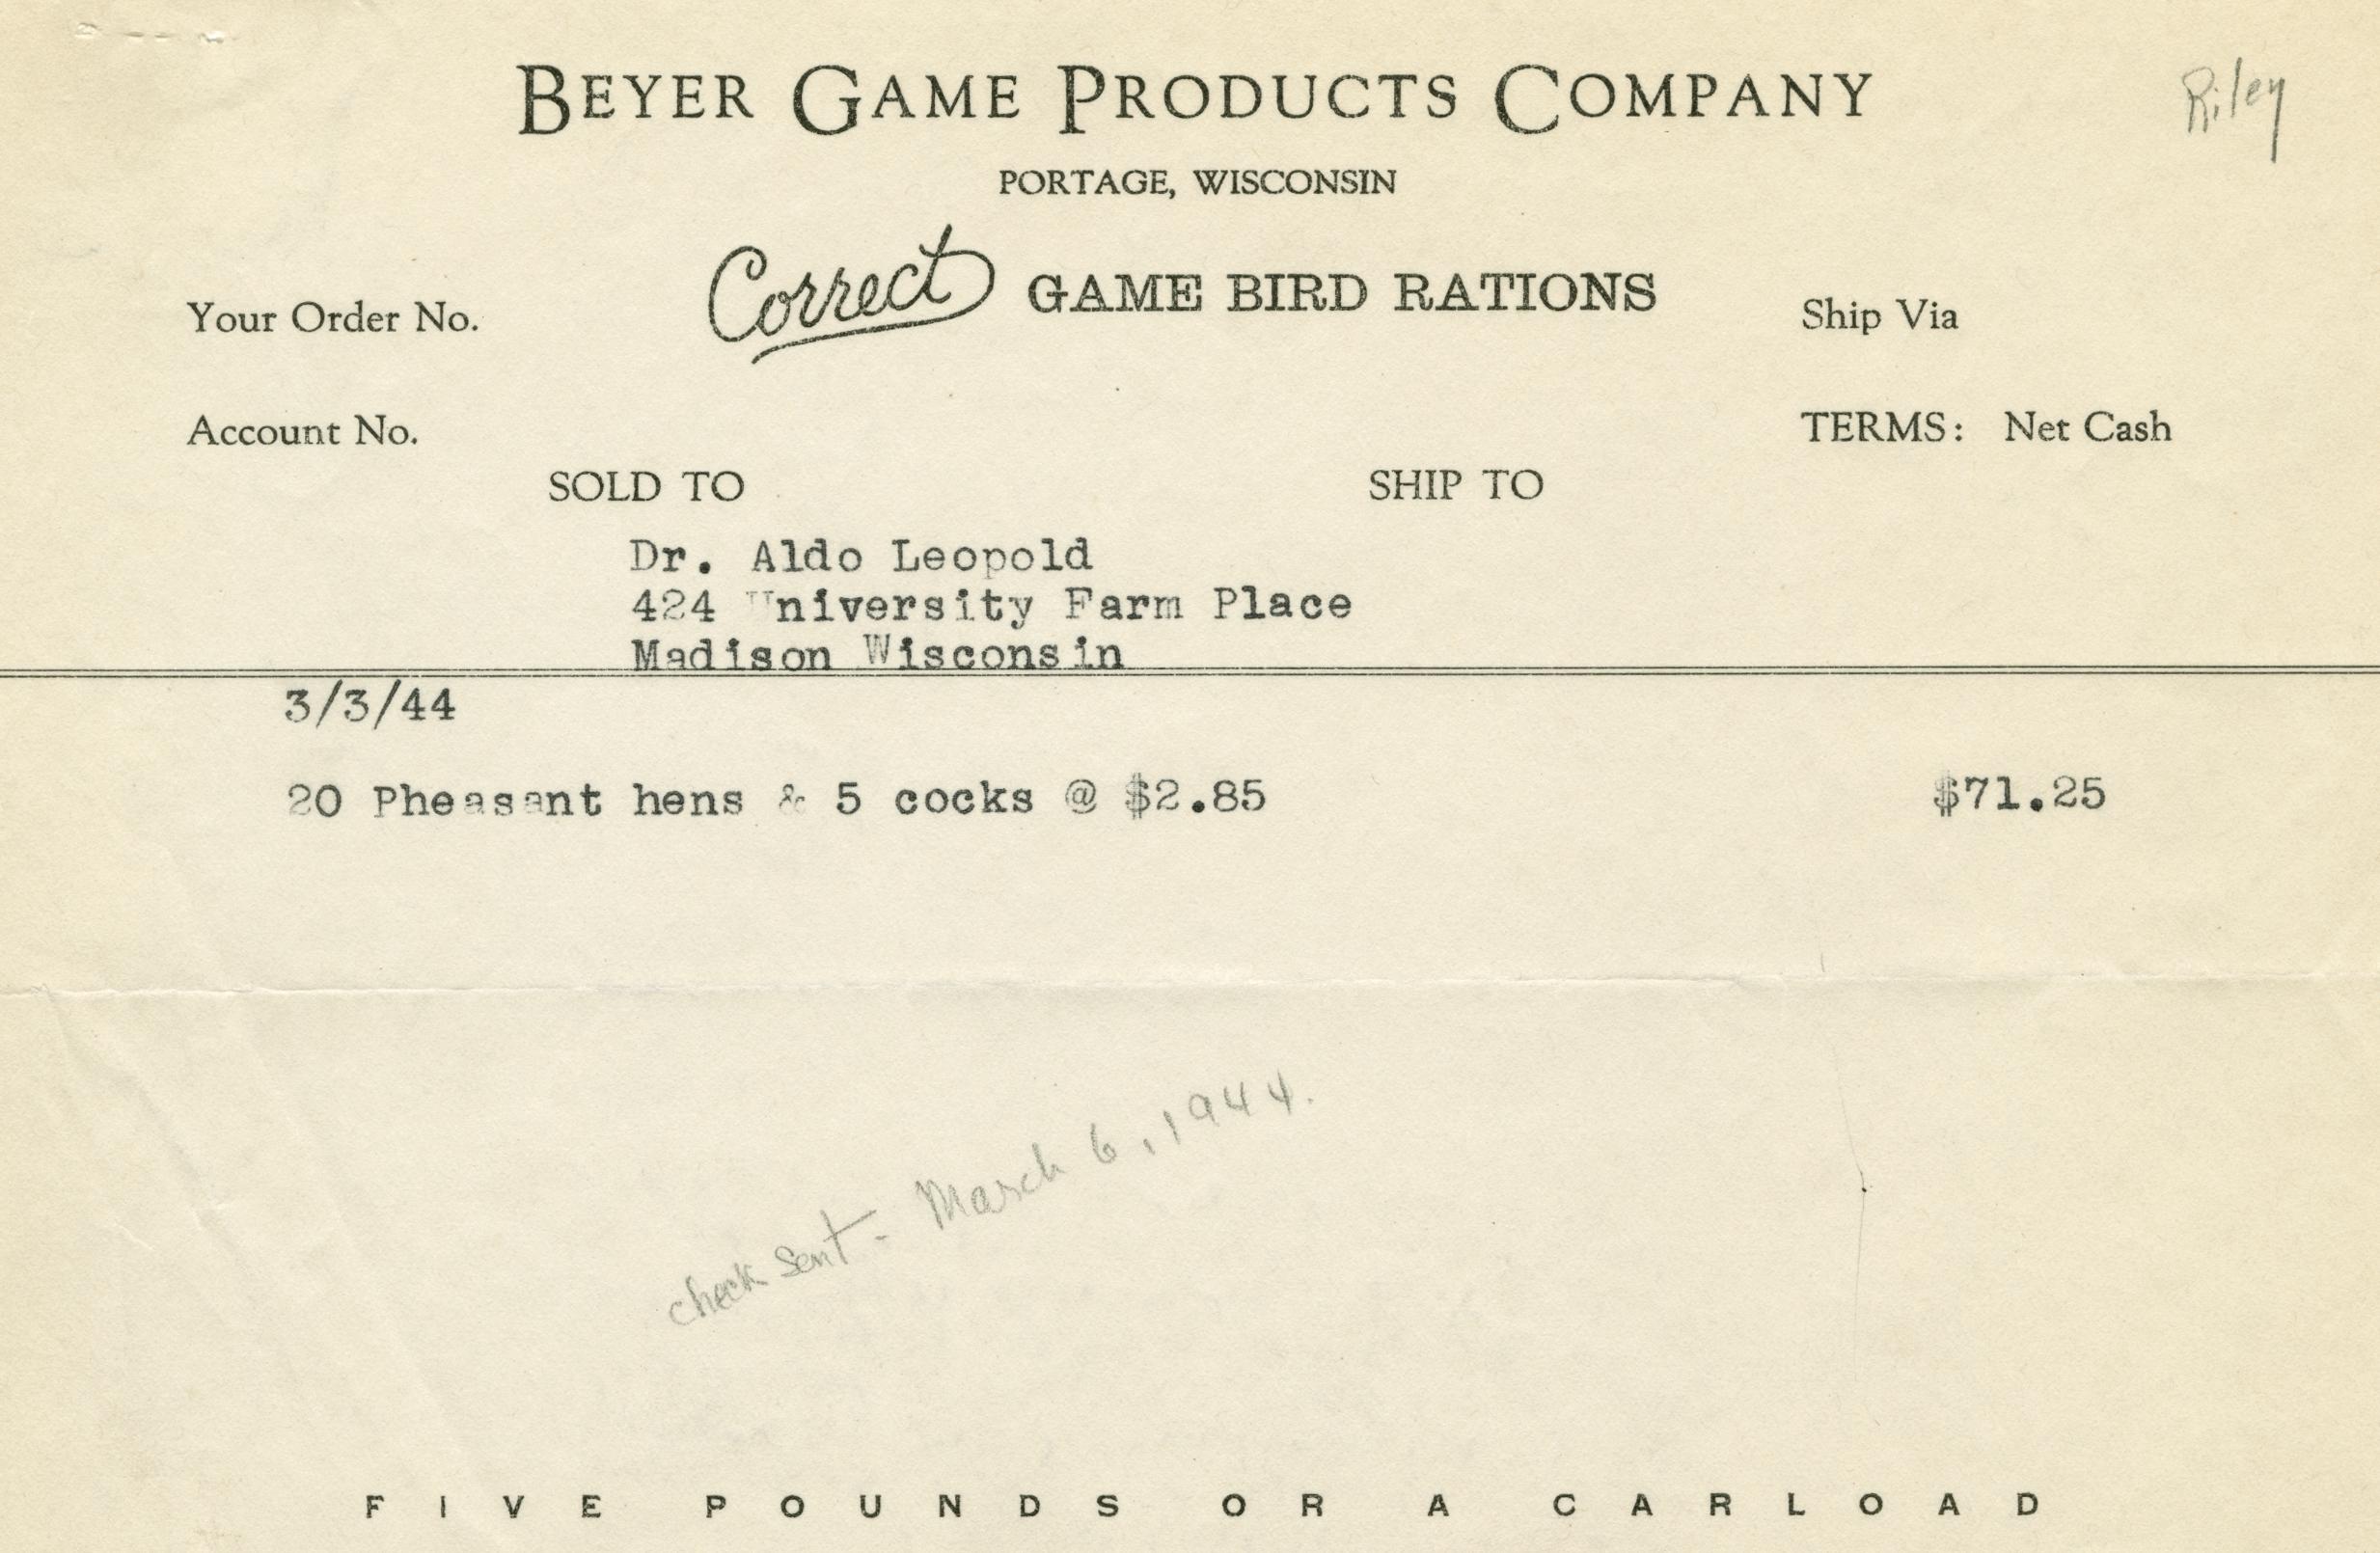 BEYER GAME PRODUCTS COMPANY
Riley
PORTAGE, WISCONSIN
Correct GAME BIRD RATIONS
Your Order No.
Ship Via
Account No.
TERMS: Net Cash
SOLD TO
SHIP TO
Dr. Aldo Leopold
424 University Farm Place
Madison Wisconsin
3/3/44
20 Pheasant hens & 5 cocks @ $2.85 $71.25
check sent - March 6, 1944.
FIVE POUNDS OR A CARLOAD